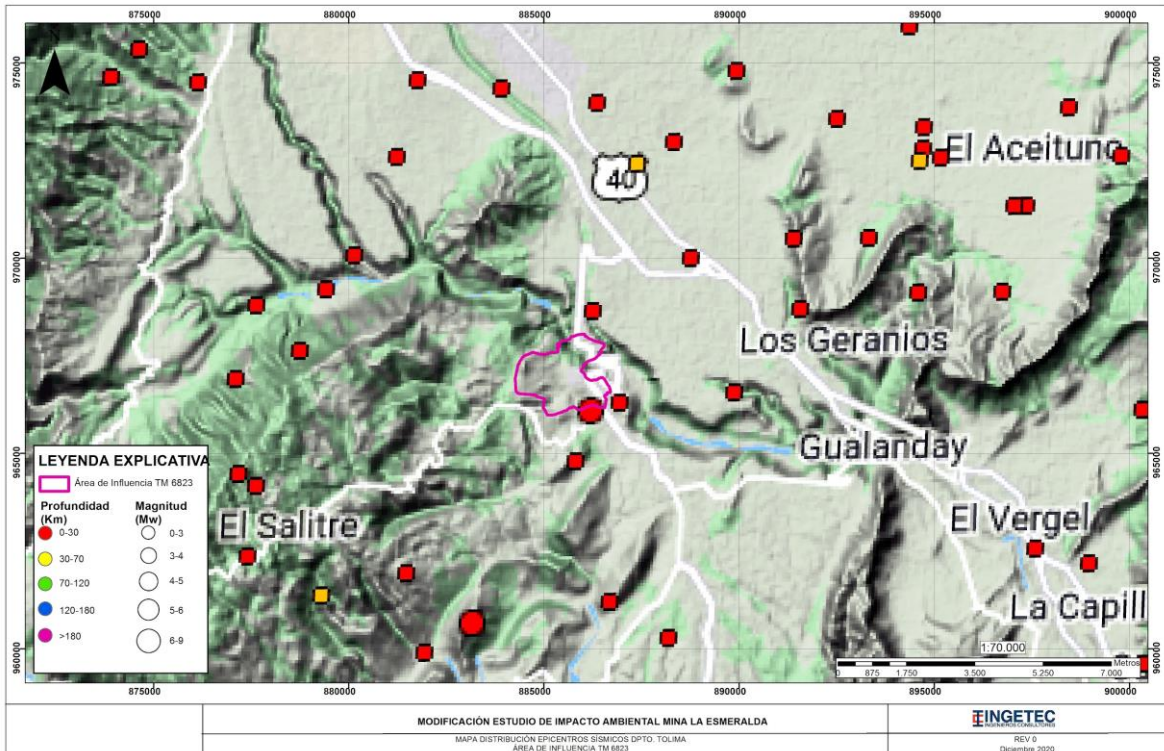 875000 880000 885000 890000 895000 900000
975000 975000
40
El Aceituno
970000 970000
Los Geranios
965000 965000
Gualanday
El Salitre
El Vergel
La Capill
960000 960000
LEYENDA EXPLICATIVA
Área de Influencia TM 6823
Profundidad (Km) Magnitud (Mw)
0-30 0-3
30-70 3-4
70-120 4-5
120-180 5-6
>180 6-9
1:70.000
Metros
0 875 1.750 3.500 5.250 7.000
875000 880000 885000 890000 895000 900000
MODIFICACIÓN ESTUDIO DE IMPACTO AMBIENTAL MINA LA ESMERALDA
MAPA DISTRIBUCIÓN EPICENTROS SÍSMICOS DPTO. TOLIMA
ÁREA DE INFLUENCIA TM 6823
INGETEC
INGENIEROS CONSULTORES
REV 0
Diciembre 2020